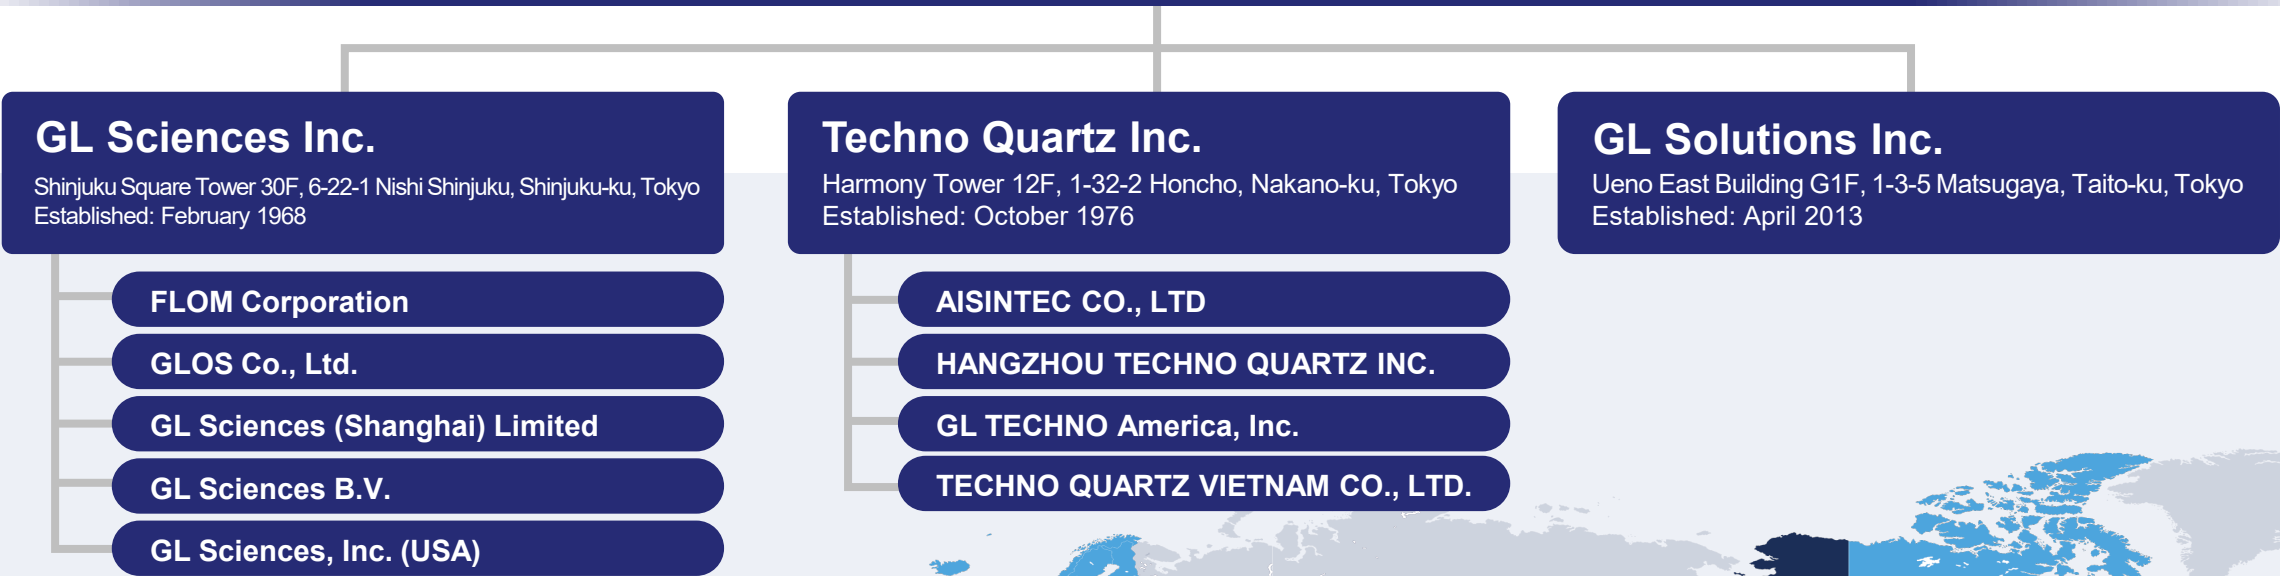 GL Sciences Inc.
Shinjuku Square Tower 30F, 6-22-1 Nishi Shinjuku, Shinjuku-ku, Tokyo
Established: February 1968
FLOM Corporation
GLOS Co., Ltd.
GL Sciences (Shanghai) Limited
GL Sciences B.V.
GL Sciences, Inc. (USA)
Techno Quartz Inc.
Harmony Tower 12F, 1-32-2 Honcho, Nakano-ku, Tokyo
Established: October 1976
AISINTEC CO., LTD
HANGZHOU TECHNO QUARTZ INC.
GL TECHNO America, Inc.
TECHNO QUARTZ VIETNAM CO., LTD.
GL Solutions Inc.
Ueno East Building G1F, 1-3-5 Matsugaya, Taito-ku, Tokyo
Established: April 2013